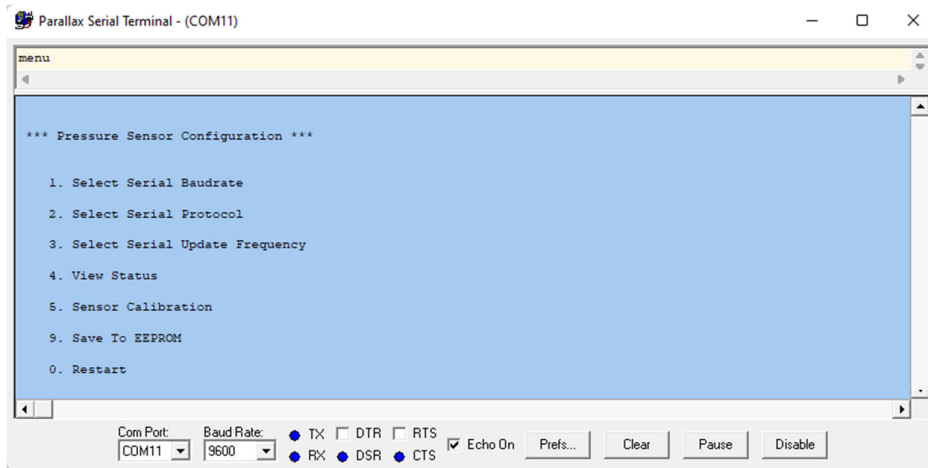 Parallax Serial Terminal - (COM11)
menu
*** Pressure Sensor Configuration ***
1. Select Serial Baudrate
2. Select Serial Protocol
3. Select Serial Update Frequency
4. View Status
5. Sensor Calibration
9. Save To EEPROM
0. Restart
Com Port: Baud Rate: TX DTR RTS
COM11 9600 RX DSR CTS Echo On Prefs... Clear Pause Disable